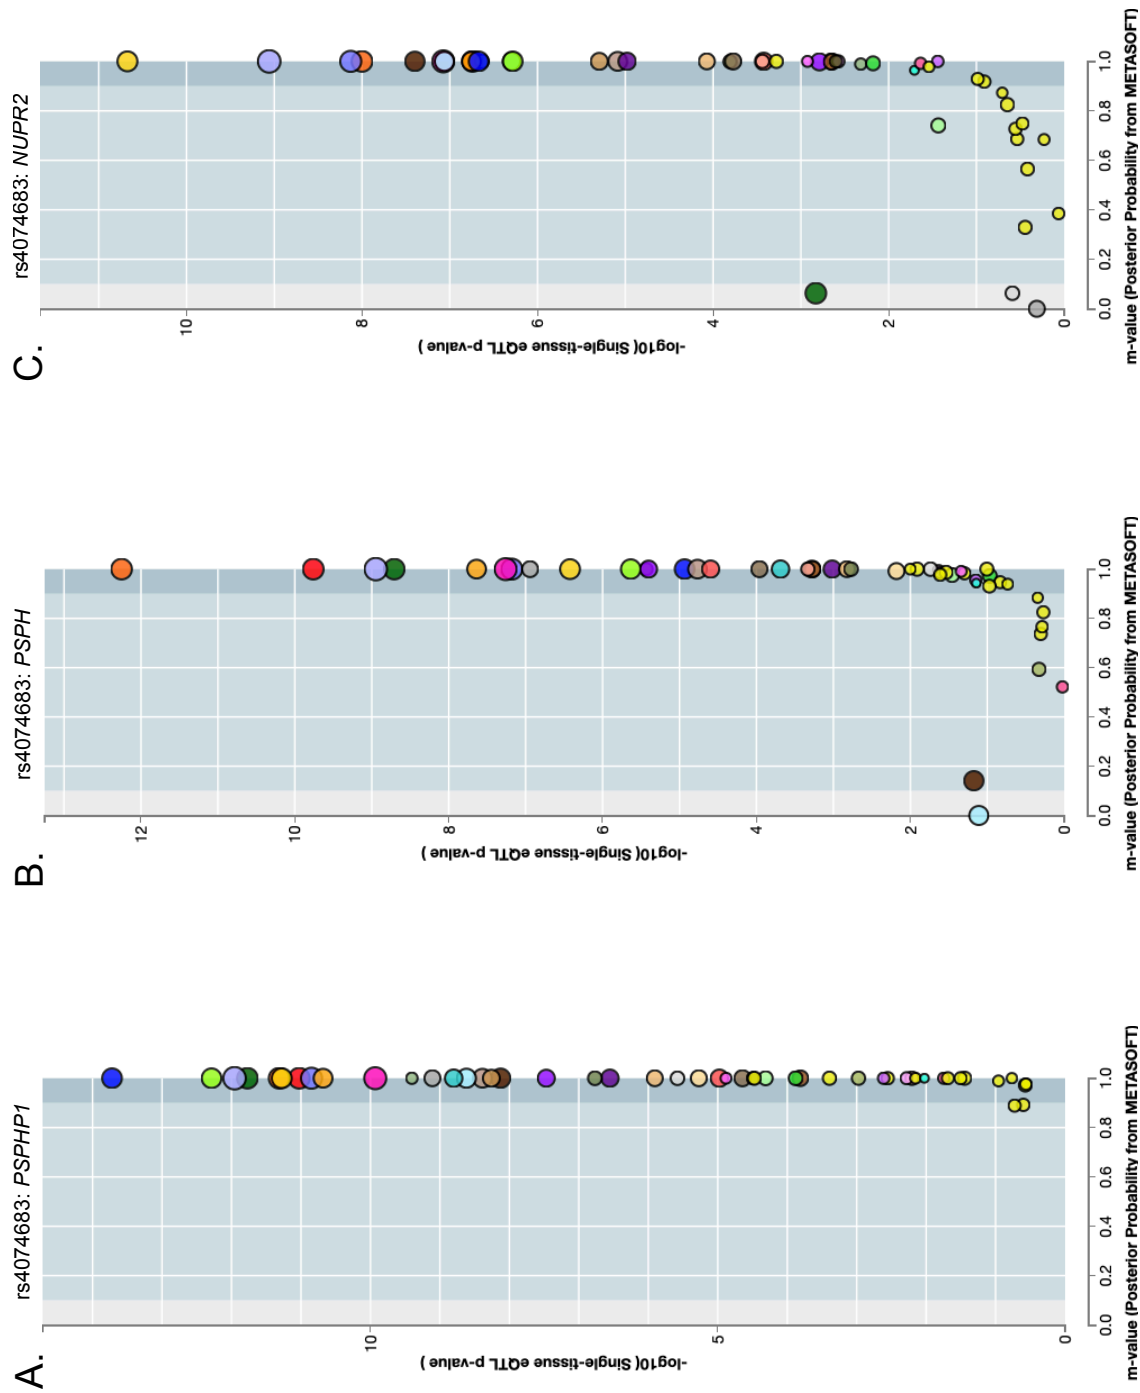 A.
rs4074683: PSPHP1
-log10( Single-tissue eQTL p-value )
10
5
0
0.0 0.2 0.4 0.6 0.8 1.0
m-value (Posterior Probability from METASOFT)
B.
rs4074683: PSPH
-log10( Single-tissue eQTL p-value )
12
10
8
6
4
2
0
0.0 0.2 0.4 0.6 0.8 1.0
m-value (Posterior Probability from METASOFT)
C.
rs4074683: NUPR2
-log10( Single-tissue eQTL p-value )
10
8
6
4
2
0
0.0 0.2 0.4 0.6 0.8 1.0
m-value (Posterior Probability from METASOFT)